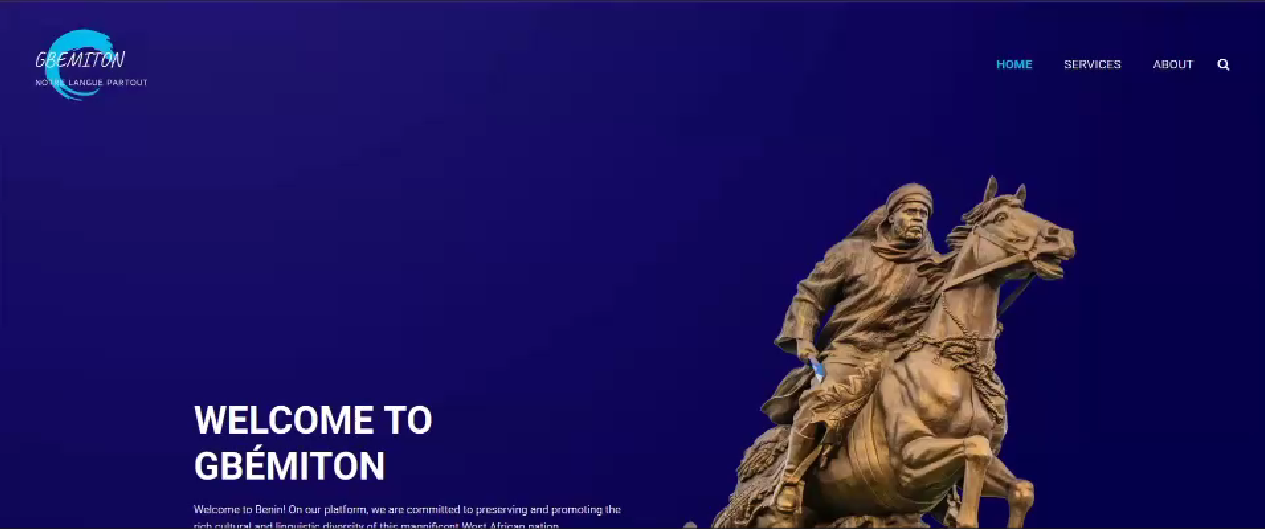 GBÉMITON
NOTRE LANGUE PARTOUT
HOME SERVICES ABOUT
WELCOME TO
GBÉMITON
Welcome to Benin! On our platform, we are committed to preserving and promoting the
rich cultural and linguistic diversity of this magnificent West African nation.